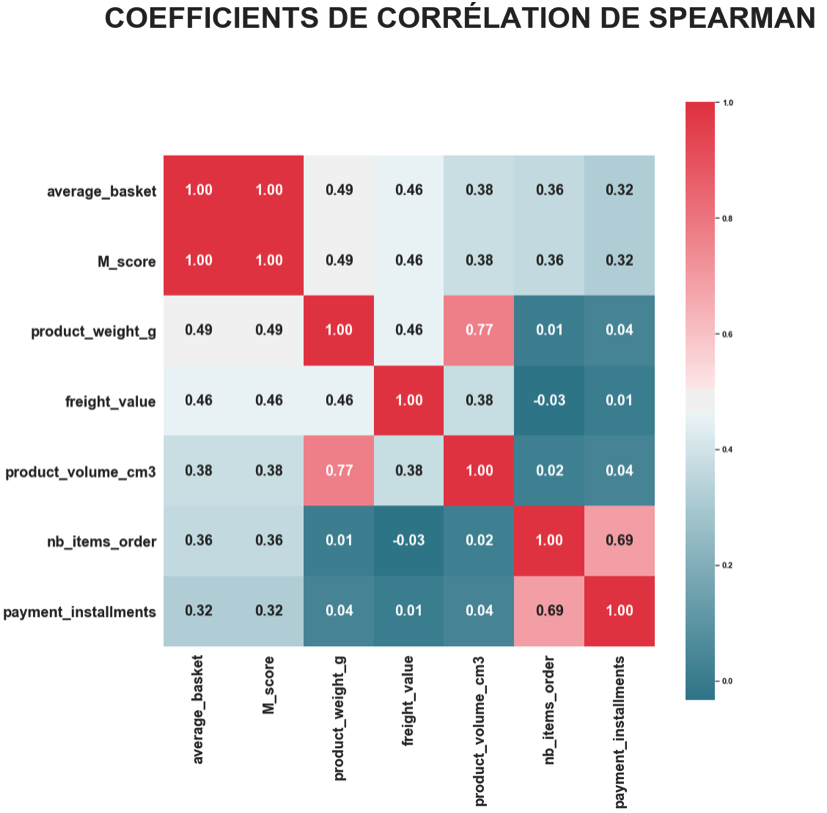 COEFFICIENTS DE CORRÉLATION DE SPEARMAN
1.0
average_basket 1.00 1.00 0.49 0.46 0.38 0.36 0.32
0.8
M_score 1.00 1.00 0.49 0.46 0.38 0.36 0.32
product_weight_g 0.49 0.49 1.00 0.46 0.77 0.01 0.04
0.6
freight_value 0.46 0.46 0.46 1.00 0.38 -0.03 0.01
0.4
product_volume_cm3 0.38 0.38 0.77 0.38 1.00 0.02 0.04
nb_items_order 0.36 0.36 0.01 -0.03 0.02 1.00 0.69
0.2
payment_installments 0.32 0.32 0.04 0.01 0.04 0.69 1.00
0.0
average_basket
M_score
product_weight_g
freight_value
product_volume_cm3
nb_items_order
payment_installments